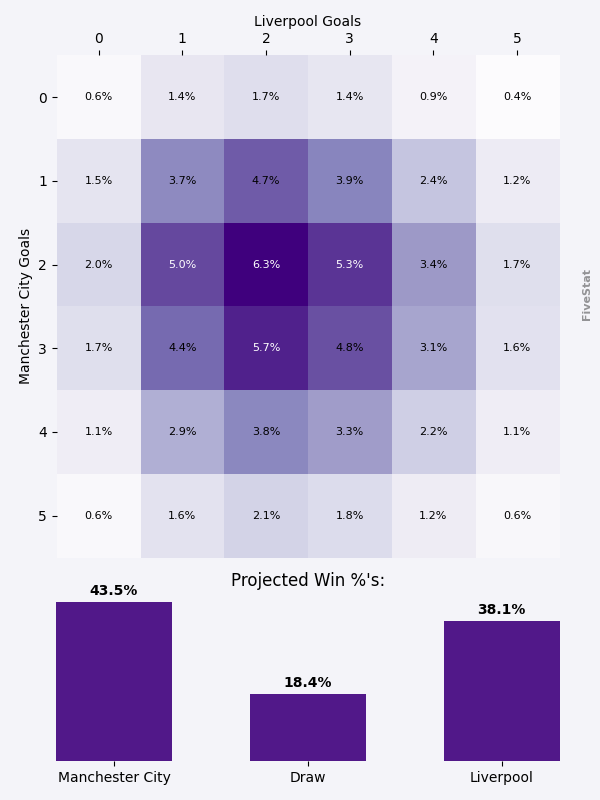 Liverpool Goals
0 1 2 3 4 5
0 0.6% 1.4% 1.7% 1.4% 0.9% 0.4%
1 1.5% 3.7% 4.7% 3.9% 2.4% 1.2%
2 2.0% 5.0% 6.3% 5.3% 3.4% 1.7%
3 1.7% 4.4% 5.7% 4.8% 3.1% 1.6%
4 1.1% 2.9% 3.8% 3.3% 2.2% 1.1%
5 0.6% 1.6% 2.1% 1.8% 1.2% 0.6%
Manchester City Goals
FiveStat
Projected Win %'s:
43.5% 18.4% 38.1%
Manchester City Draw Liverpool